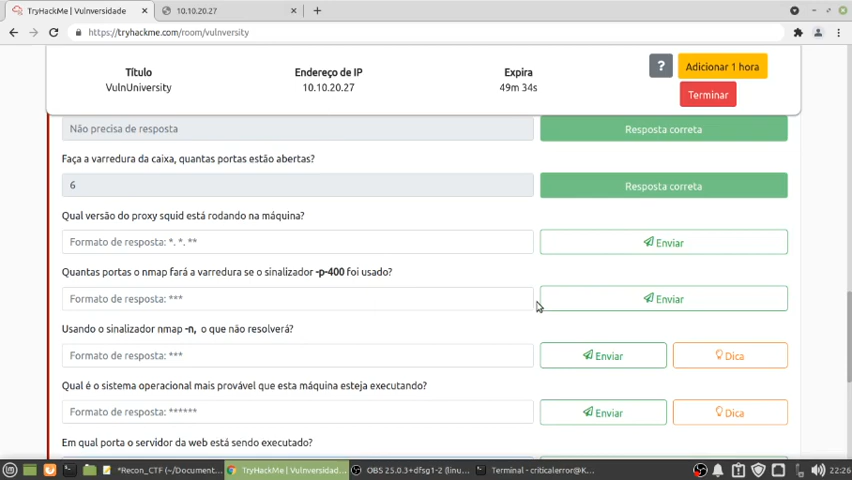 TryHackMe | Vulnversidade
10.10.20.27
https://tryhackme.com/room/vulnversity
Título
Endereço de IP
Expira
VulnUniversity
10.10.20.27
49m 34s
?
Adicionar 1 hora
Terminar
Não precisa de resposta
Resposta correta
Faça a varredura da caixa, quantas portas estão abertas?
6
Resposta correta
Qual versão do proxy squid está rodando na máquina?
Formato de resposta: *. *. **
Enviar
Quantas portas o nmap fará a varredura se o sinalizador -p-400 foi usado?
Formato de resposta: ***
Enviar
Usando o sinalizador nmap -n, o que não resolverá?
Formato de resposta: ***
Enviar
Dica
Qual é o sistema operacional mais provável que esta máquina esteja executando?
Formato de resposta: ******
Enviar
Dica
Em qual porta o servidor da web está sendo executado?
*Recon_CTF (~/Document...
TryHackMe | Vulnversidad...
OBS 25.0.3+dfsg1-2 (linu...
Terminal - criticalerror@K...
22:26